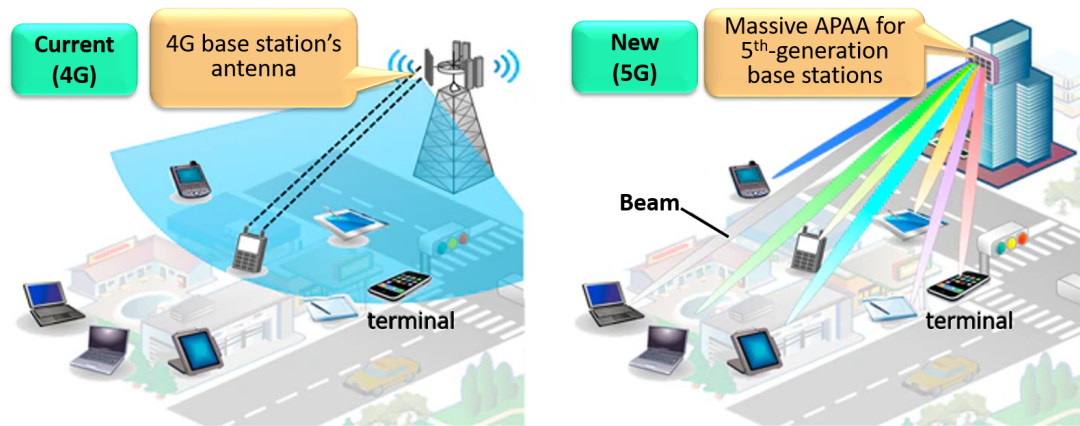 Current
(4G)
4G base station's
antenna
terminal
New
(5G)
Massive APAA for
5th-generation
base stations
Beam
terminal